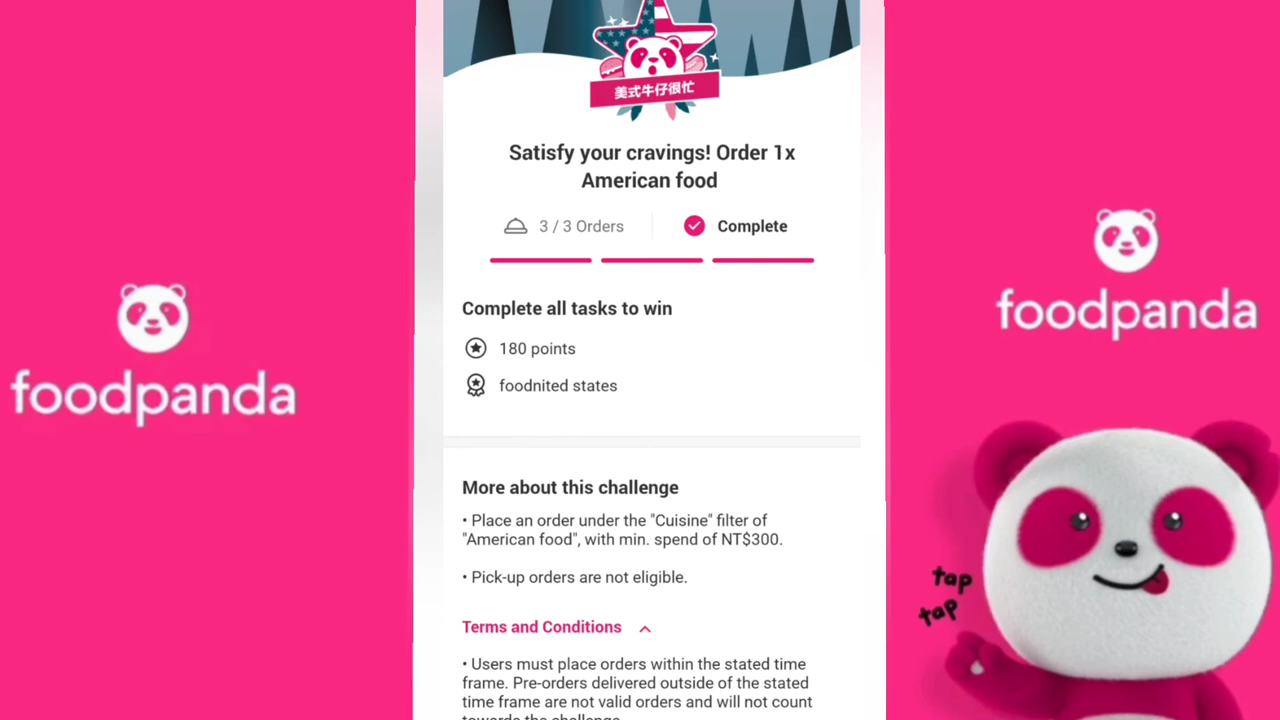 foodpanda
美式牛仔很忙
Satisfy your cravings! Order 1x
American food
3 / 3 Orders
Complete
Complete all tasks to win
180 points
foodnited states
More about this challenge
• Place an order under the "Cuisine" filter of
"American food", with min. spend of NT$300.
• Pick-up orders are not eligible.
Terms and Conditions
• Users must place orders within the stated time
frame. Pre-orders delivered outside of the stated
time frame are not valid orders and will not count
towards the challenge.
foodpanda
tap
tap